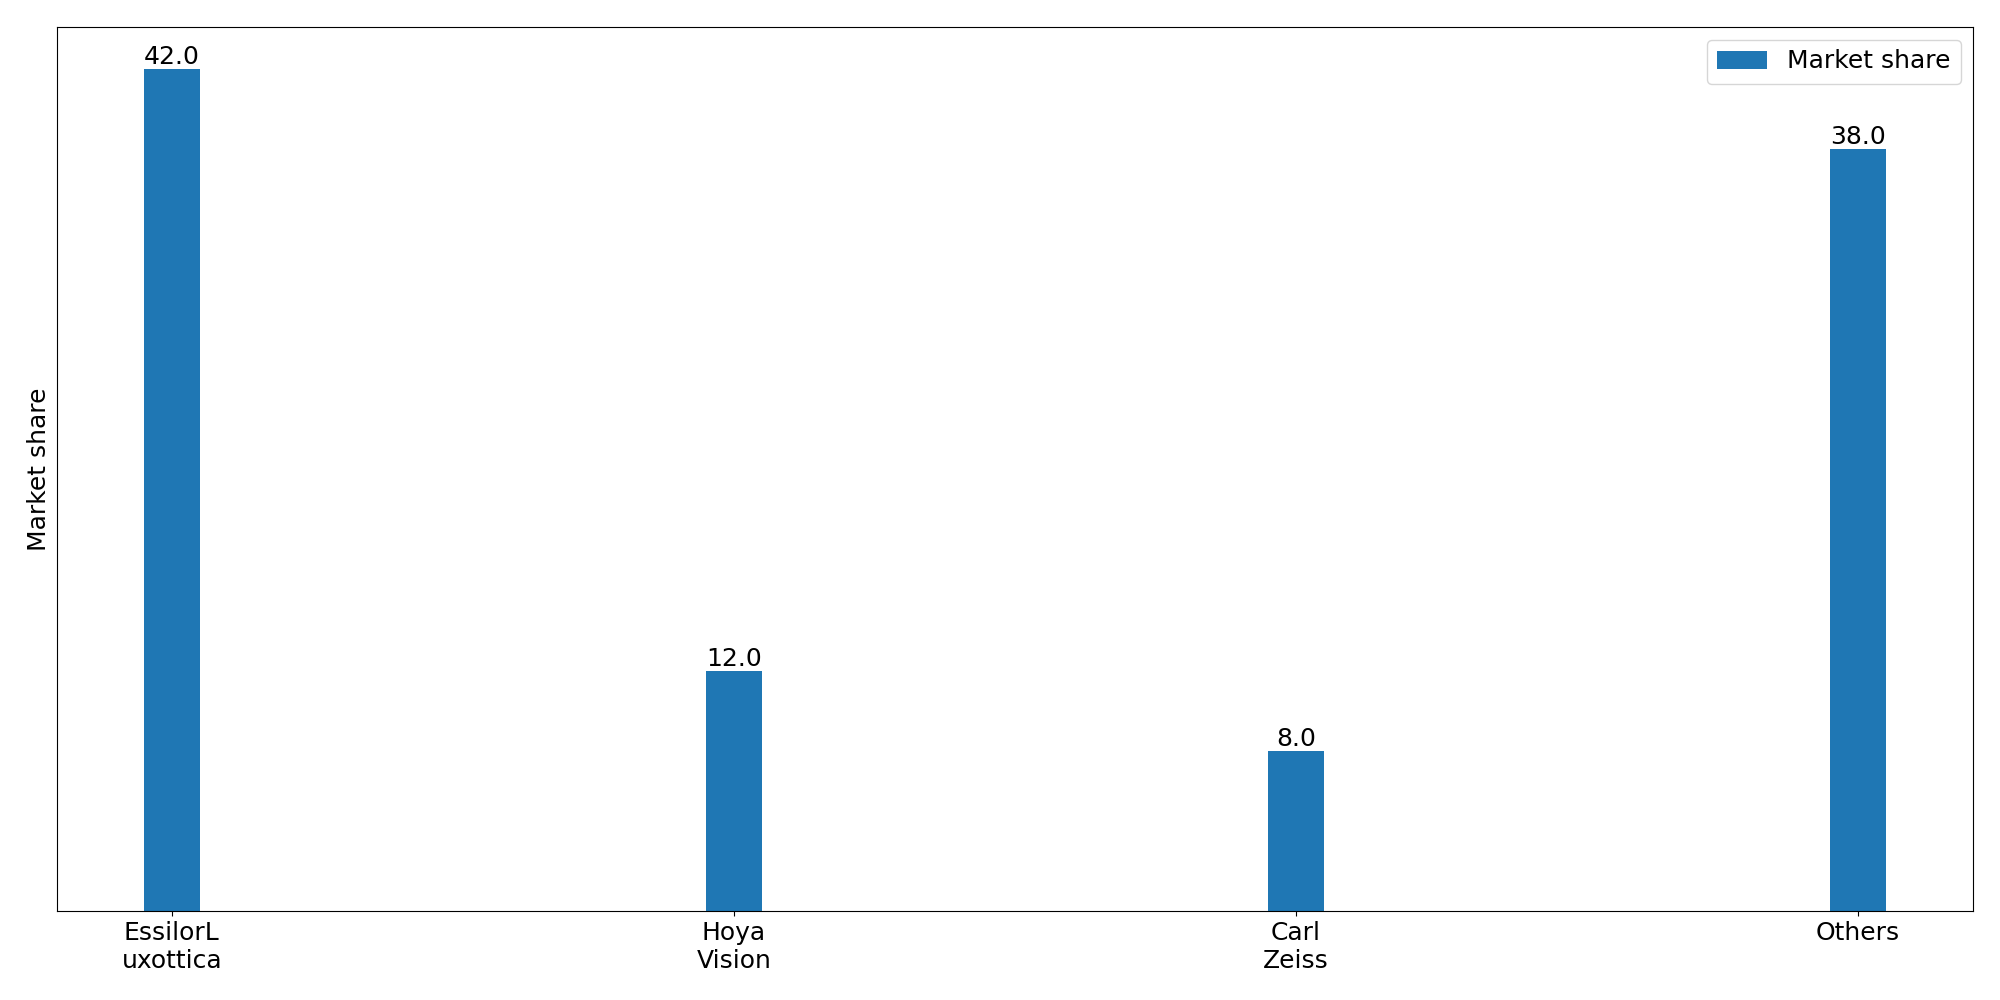 42.0
Market share
38.0
Market share
12.0
8.0
EssilorL
uxottica
Hoya
Vision
Carl
Zeiss
Others